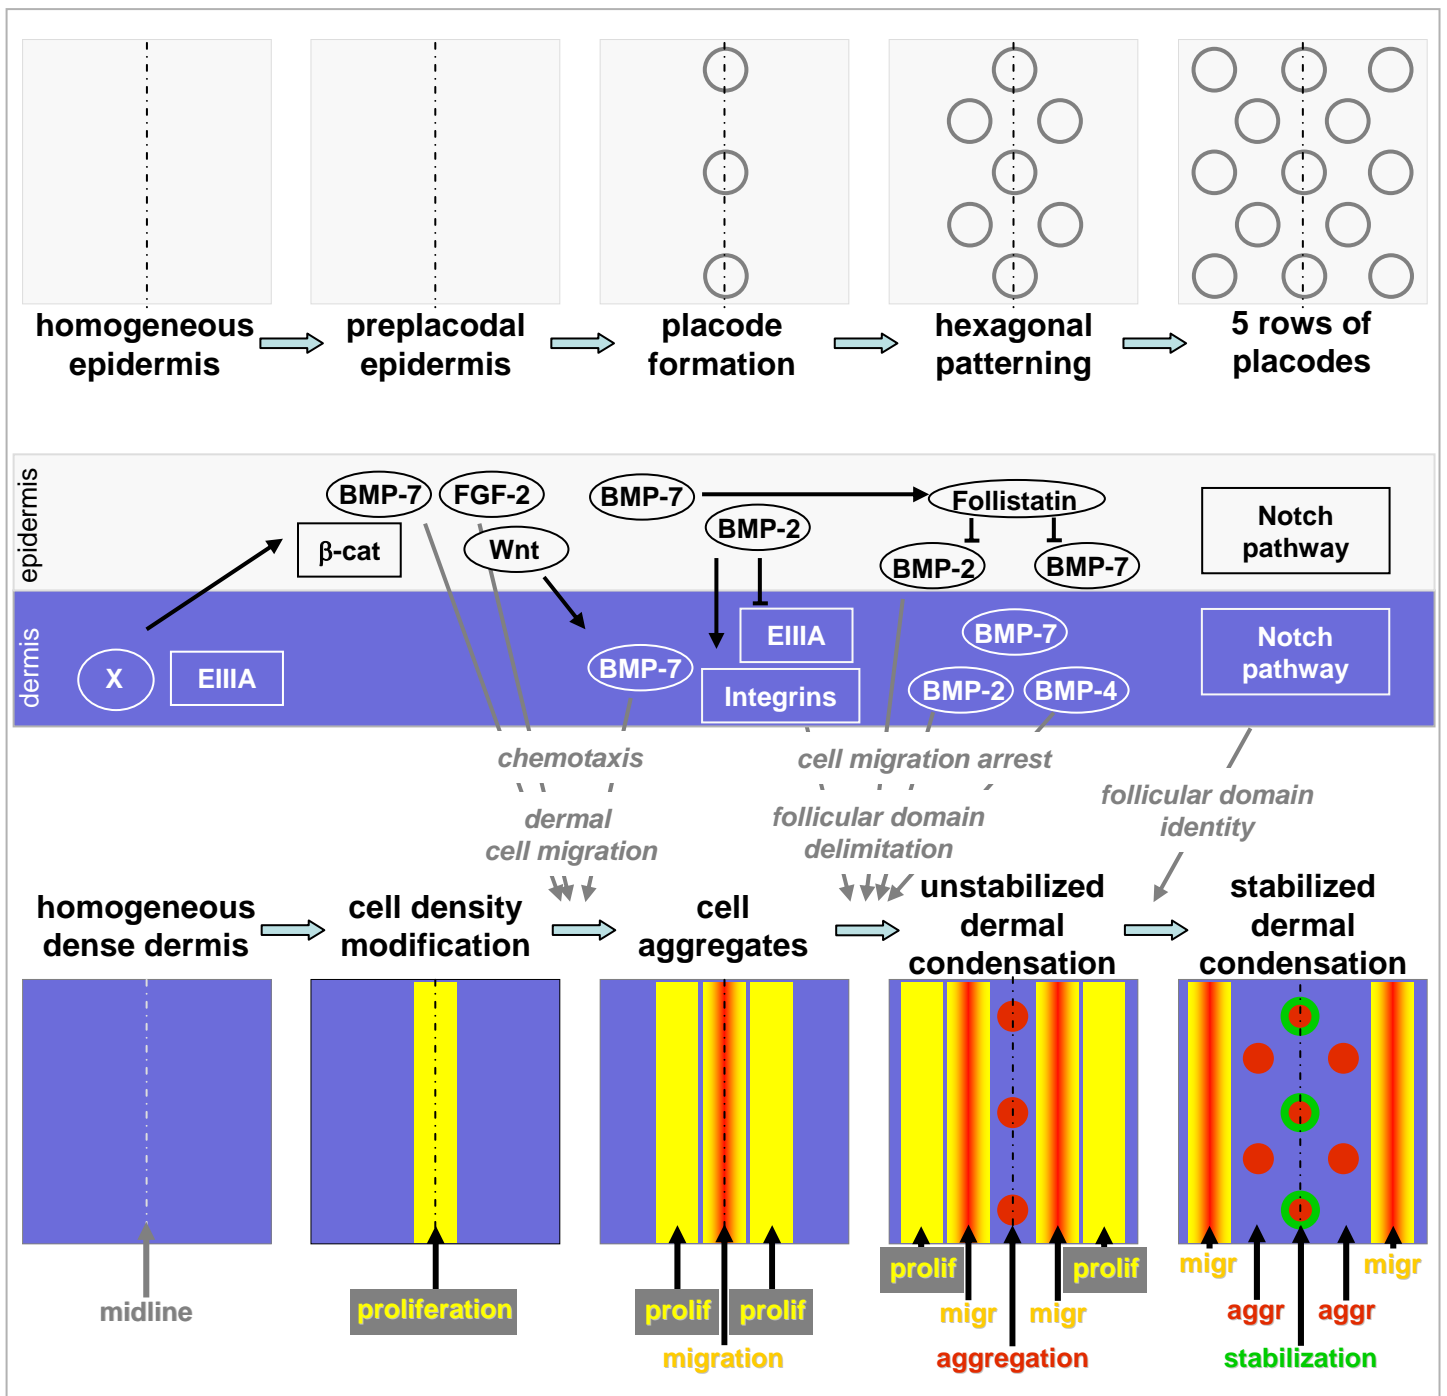 homogeneous
epidermis
preplacodal
epidermis
placode
formation
hexagonal
patterning
5 rows of
placodes
epidermis
BMP-7
FGF-2
β-cat
Wnt
BMP-7
BMP-2
Follistatin
BMP-2
BMP-7
Notch
pathway
dermis
X
EIIIA
BMP-7
EIIIA
Integrins
BMP-7
BMP-2
BMP-4
Notch
pathway
chemotaxis
dermal
cell migration
cell migration arrest
follicular domain
delimitation
follicular domain
identity
homogeneous
dense dermis
cell density
modification
cell
aggregates
unstabilized
dermal
condensation
stabilized
dermal
condensation
midline
proliferation
prolif
prolif
migration
prolif
prolif
migr
migr
aggregation
migr
migr
aggr
aggr
stabilization